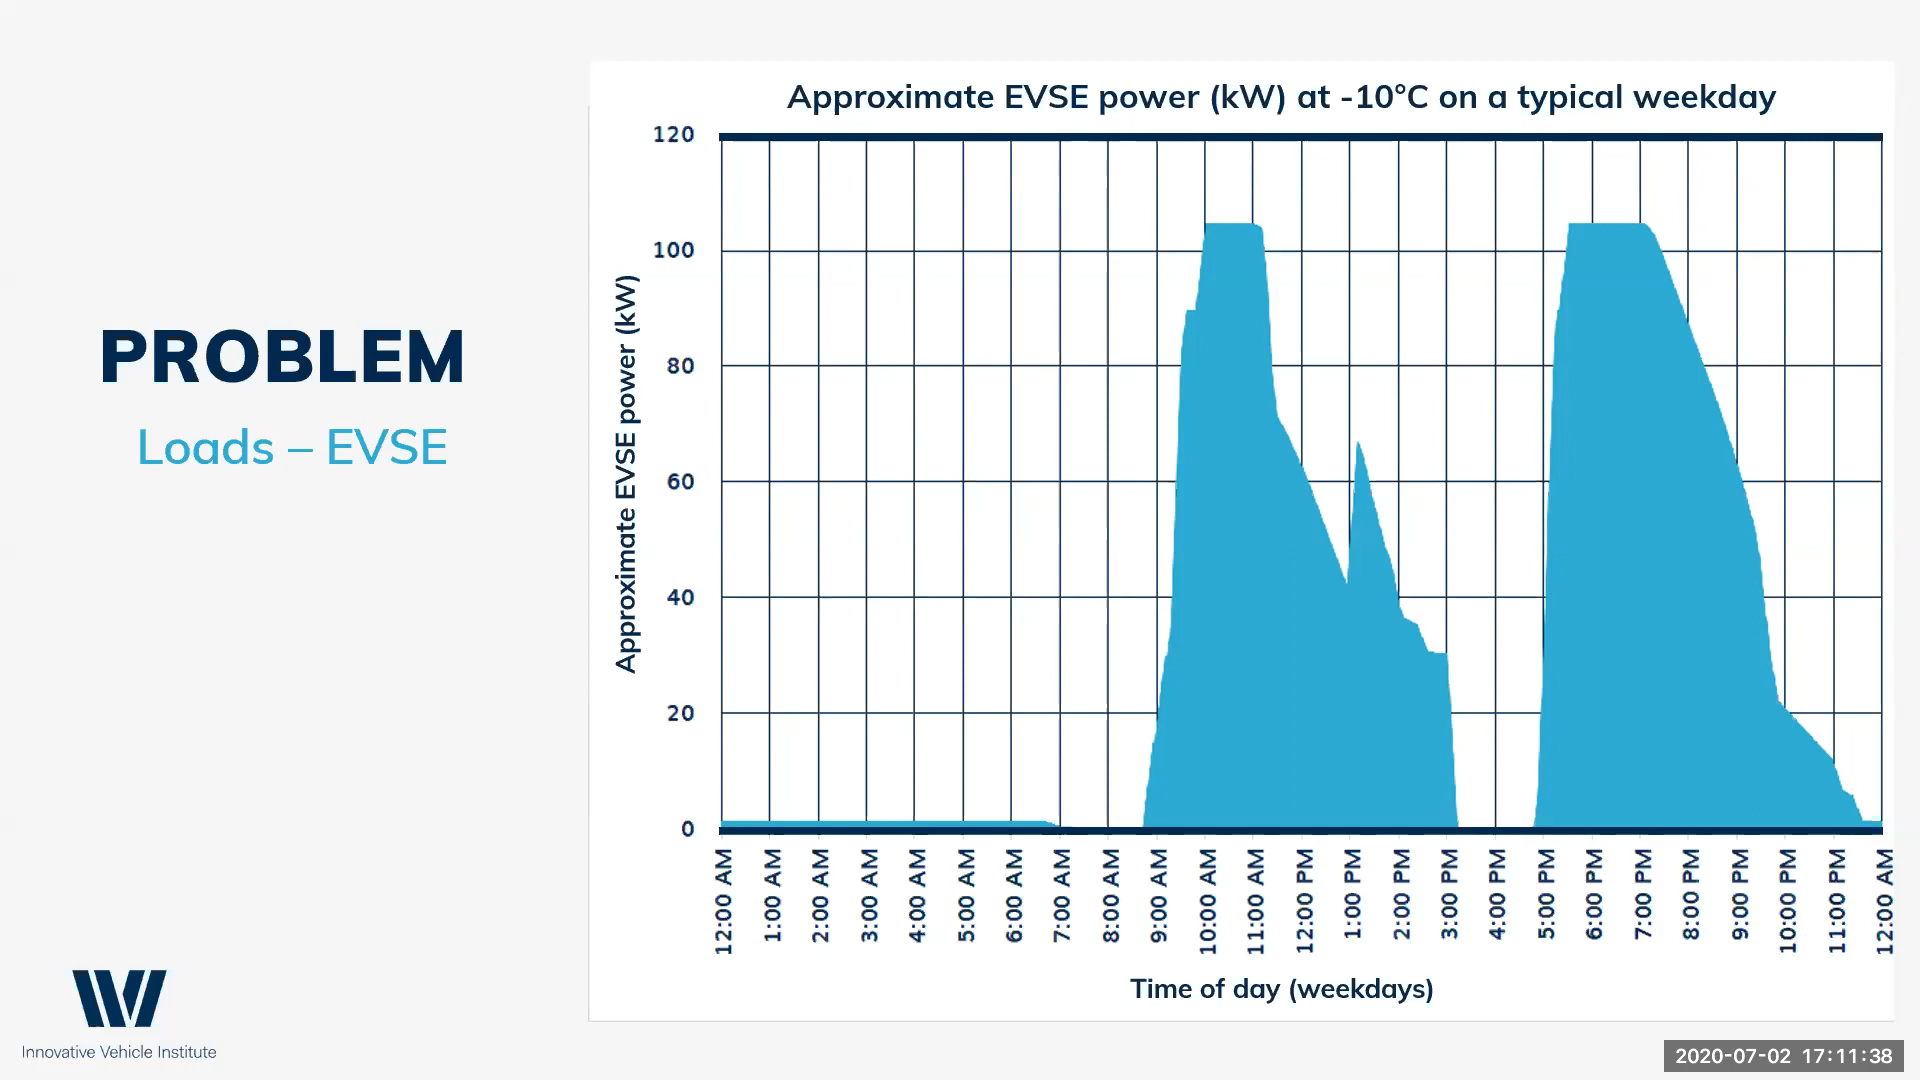 Approximate EVSE power (kW) at -10°C on a typical weekday
PROBLEM
Loads – EVSE
Approximate EVSE power (kW)
120
100
80
60
40
20
0
12:00 AM
1:00 AM
2:00 AM
3:00 AM
4:00 AM
5:00 AM
6:00 AM
7:00 AM
8:00 AM
9:00 AM
10:00 AM
11:00 AM
12:00 PM
1:00 PM
2:00 PM
3:00 PM
4:00 PM
5:00 PM
6:00 PM
7:00 PM
8:00 PM
9:00 PM
10:00 PM
11:00 PM
12:00 AM
Time of day (weekdays)
Innovative Vehicle Institute
2020-07-02 17:11:38